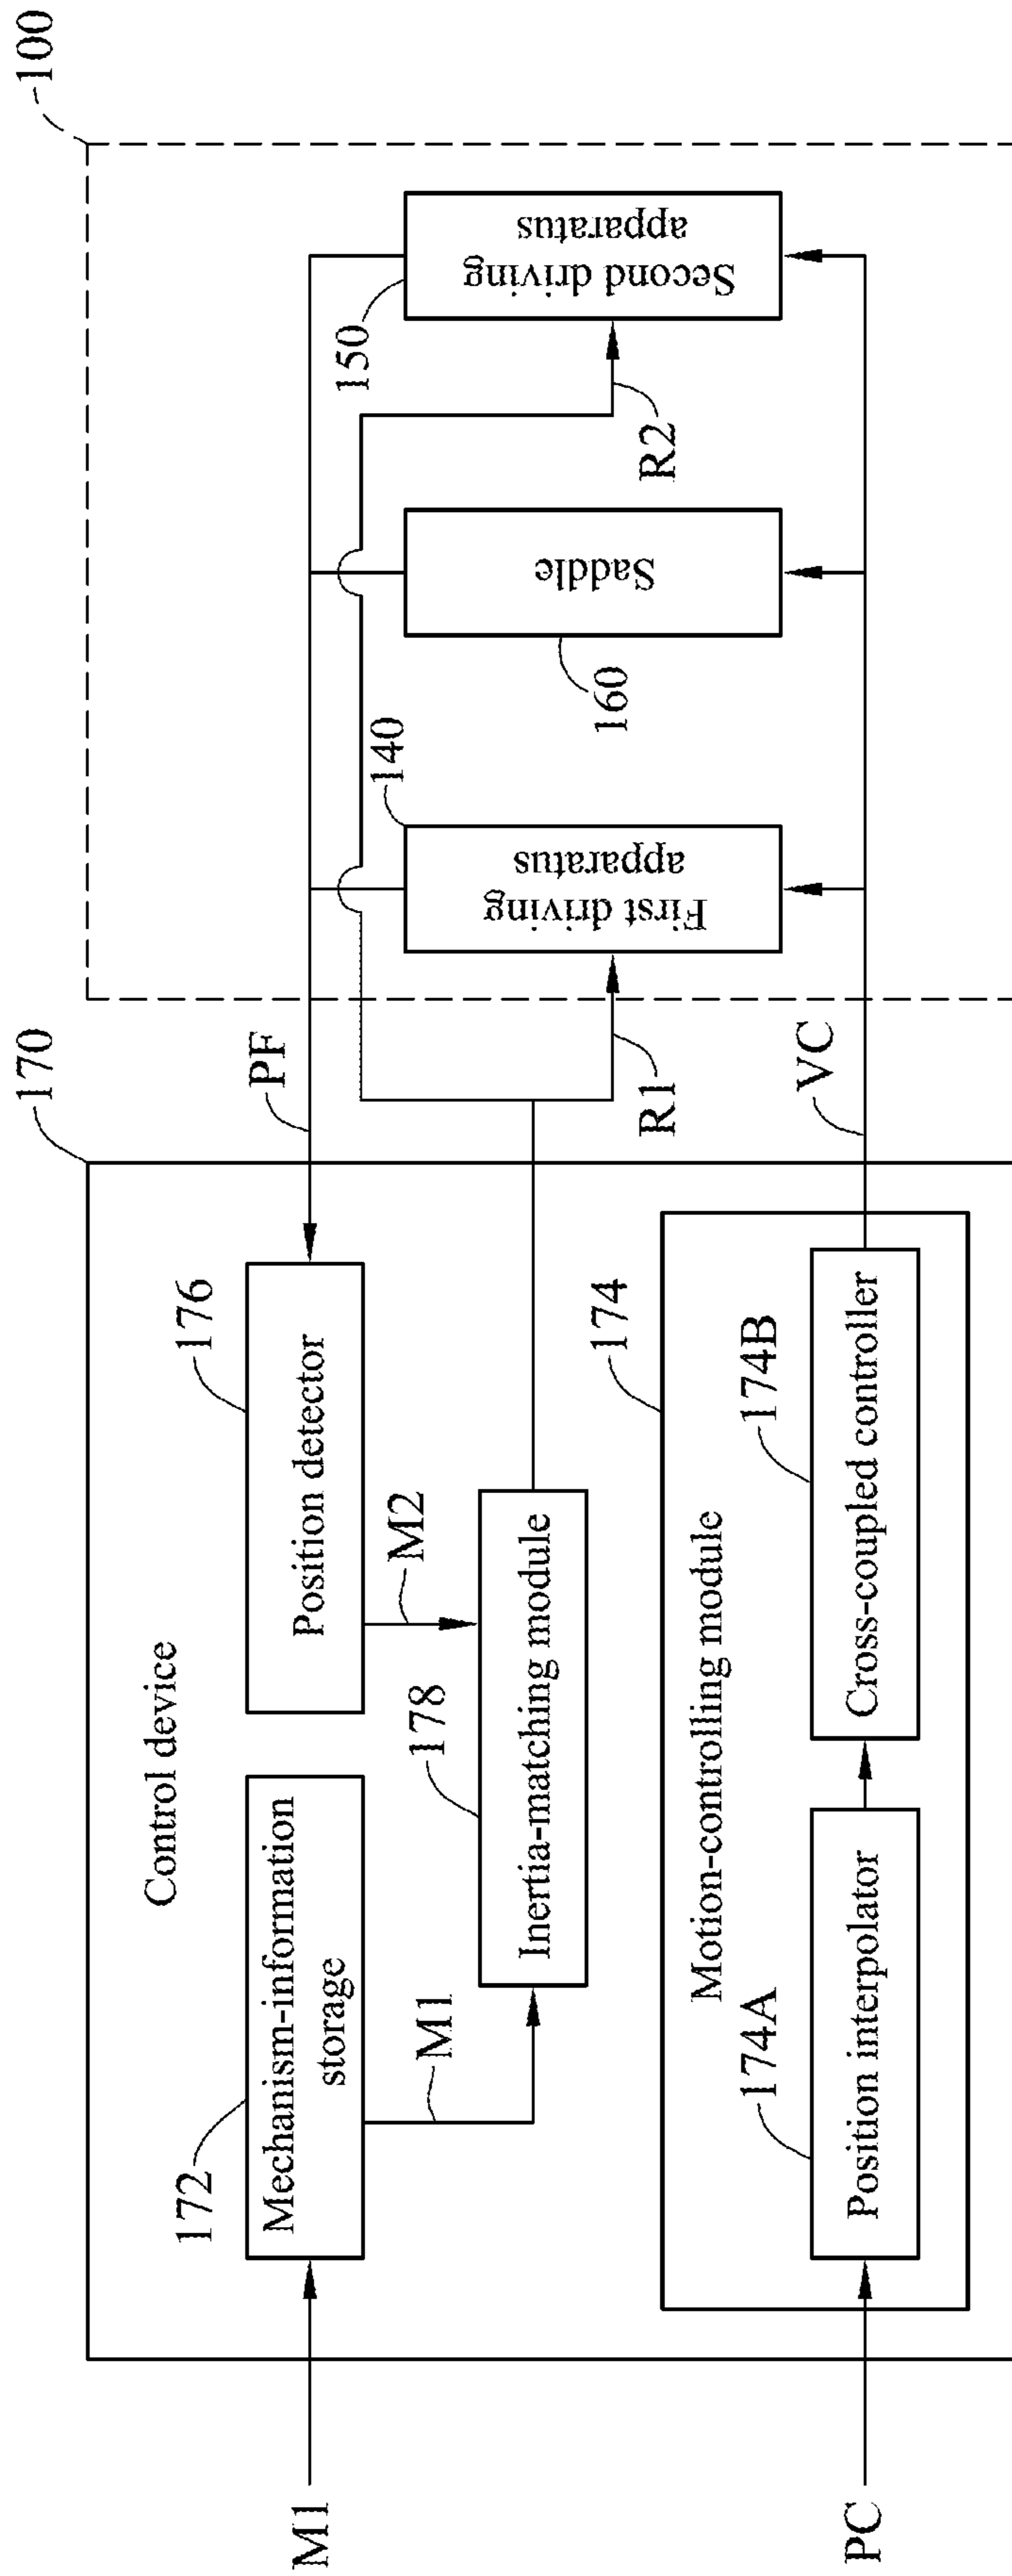 170
100
Control device
172
Mechanism-information
storage
176
Position detector
PF
M1
M1
M2
178
Inertia-matching module
R1
R2
140
First driving
apparatus
160
Saddle
150
Second driving
apparatus
174
Motion-controlling module
174A
Position interpolator
174B
Cross-coupled controller
PC
VC